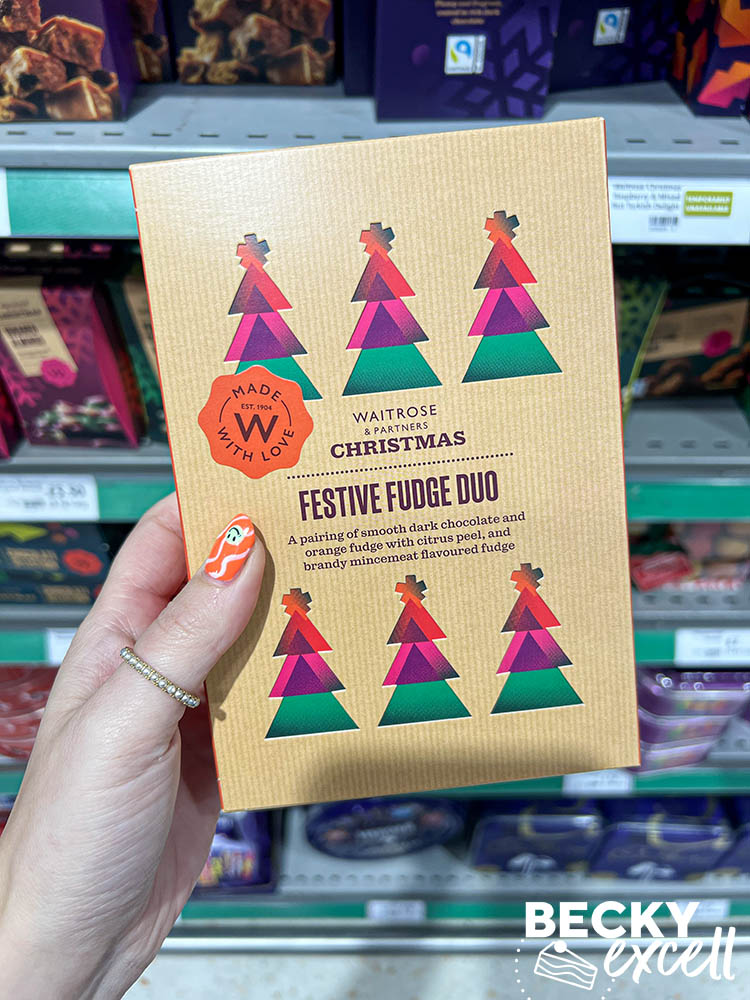 MADE
EST. 1904
W
WITH LOVE
WAITROSE
& PARTNERS
CHRISTMAS
FESTIVE FUDGE DUO
A pairing of smooth dark chocolate and
orange fudge with citrus peel, and
brandy mincemeat flavoured fudge
BECKY
excell